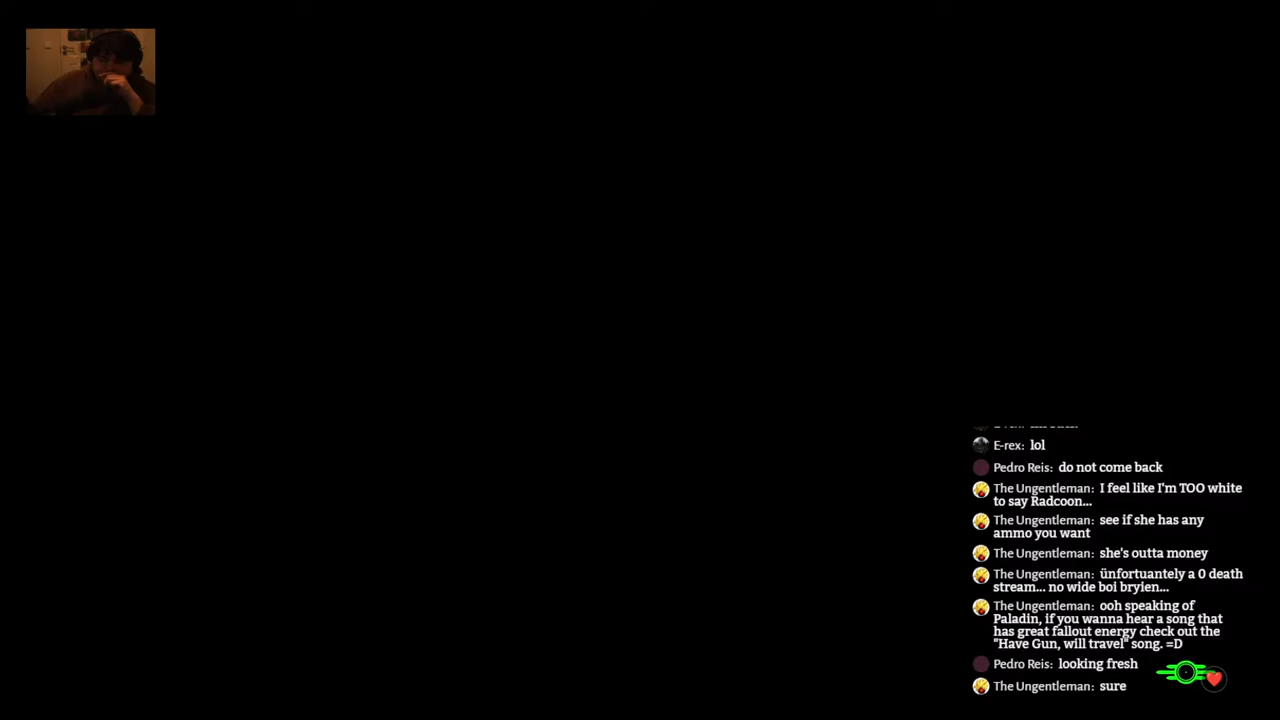 E-rex: lol
Pedro Reis: do not come back
The Ungentleman: I feel like I'm TOO white
to say Radcoon...
The Ungentleman: see if she has any
ammo you want
The Ungentleman: she's outta money
The Ungentleman: ünfortuantely a 0 death
stream... no wide boi bryien...
The Ungentleman: ooh speaking of
Paladin, if you wanna hear a song that
has great fallout energy check out the
"Have Gun, will travel" song. =D
Pedro Reis: looking fresh
The Ungentleman: sure